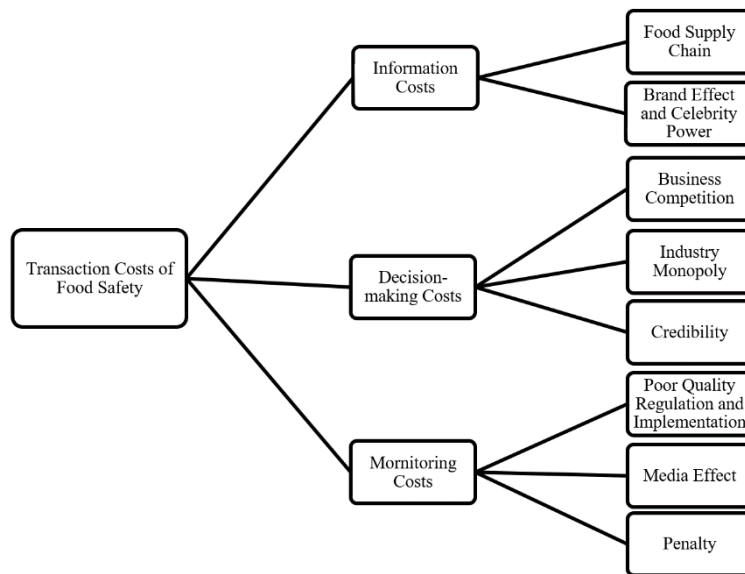 Transaction Costs of
Food Safety
Information
Costs
Food Supply
Chain
Brand Effect
and Celebrity
Power
Decision-
making Costs
Business
Competition
Industry
Monopoly
Credibility
Mornitoring
Costs
Poor Quality
Regulation and
Implementation
Media Effect
Penalty